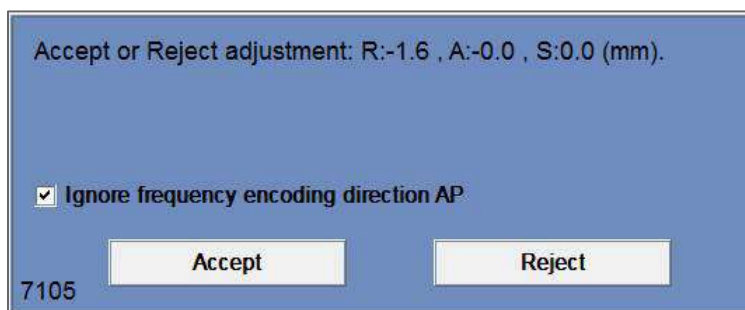 Accept or Reject adjustment: R:-1.6 , A:-0.0 , S:0.0 (mm).
Ignore frequency encoding direction AP
Accept Reject
7105